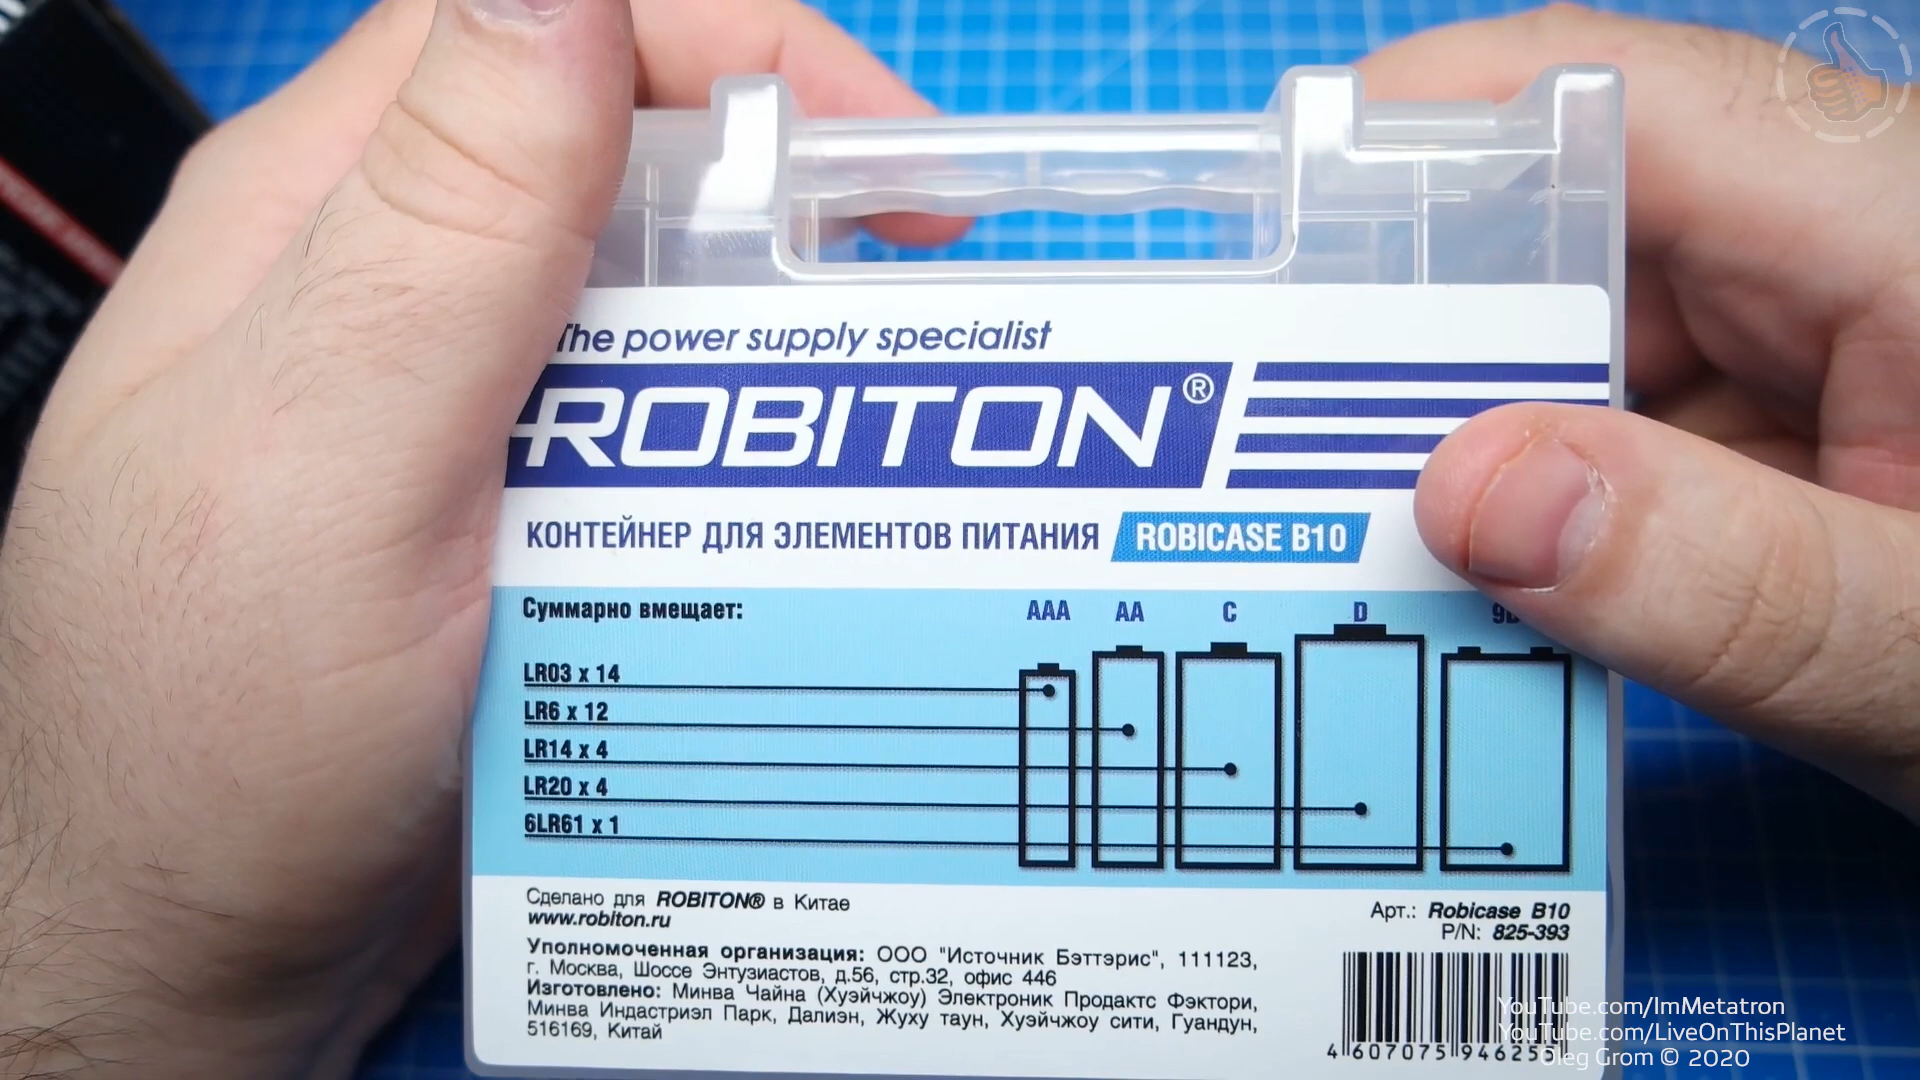 The power supply specialist
ROBITON®
КОНТЕЙНЕР ДЛЯ ЭЛЕМЕНТОВ ПИТАНИЯ ROBICASE B10
Суммарно вмещает: AAA AA C D
LR03 x 14
LR6 x 12
LR14 x 4
LR20 x 4
6LR61 x 1
Сделано для ROBITON® в Китае
www.robiton.ru
Уполномоченная организация: ООО "Источник Бэттэрис", 111123,
г. Москва, Шоссе Энтузиастов, д.56, стр.32, офис 446
Изготовлено: Минва Чайна (Хуэйчжоу) Электроник Продактс Фэктори,
Минва Индастриэл Парк, Далиэн, Жуху таун, Хуэйчжоу сити, Гуандун,
516169, Китай
Арт.: Robicase B10
P/N: 825-393
YouTube.com/ImMetatron
YouTube.com/LiveOnThisPlanet
Oleg Grom © 2020